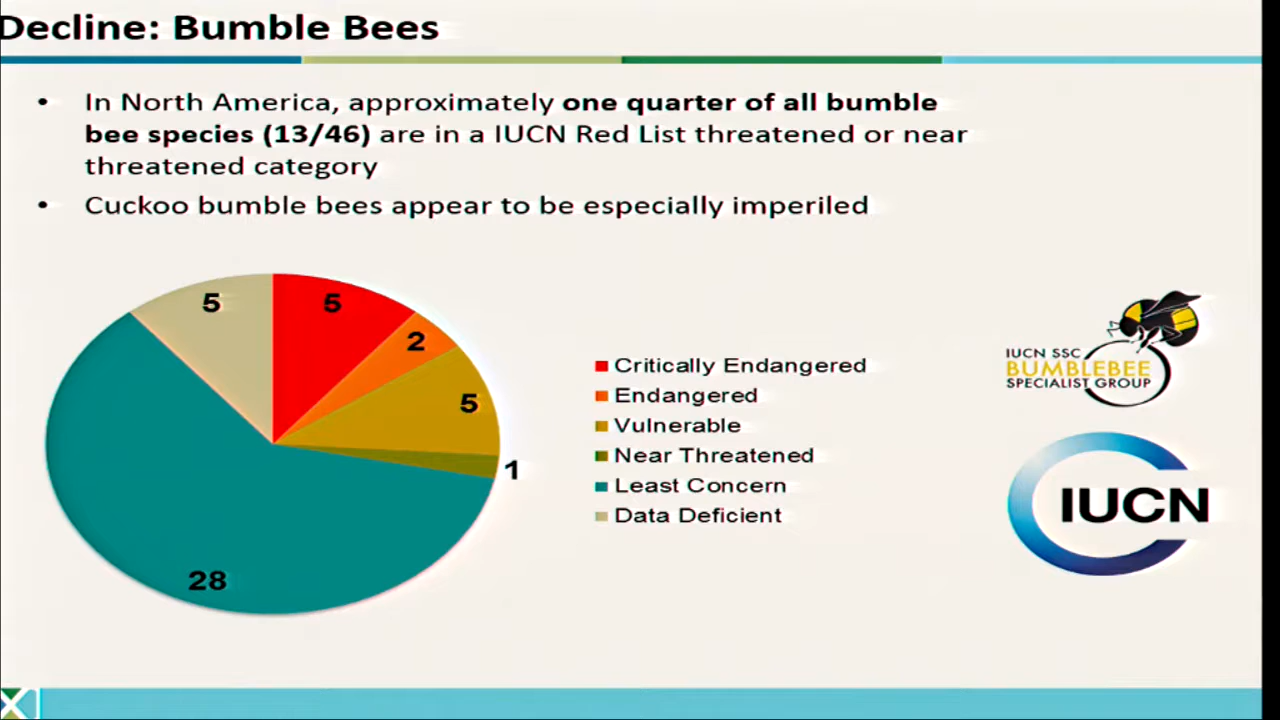 Decline: Bumble Bees
• In North America, approximately one quarter of all bumble
bee species (13/46) are in a IUCN Red List threatened or near
threatened category
• Cuckoo bumble bees appear to be especially imperiled
5
5
2
5
1
28
Critically Endangered
Endangered
Vulnerable
Near Threatened
Least Concern
Data Deficient
IUCN SSC
BUMBLEBEE
SPECIALIST GROUP
IUCN
X